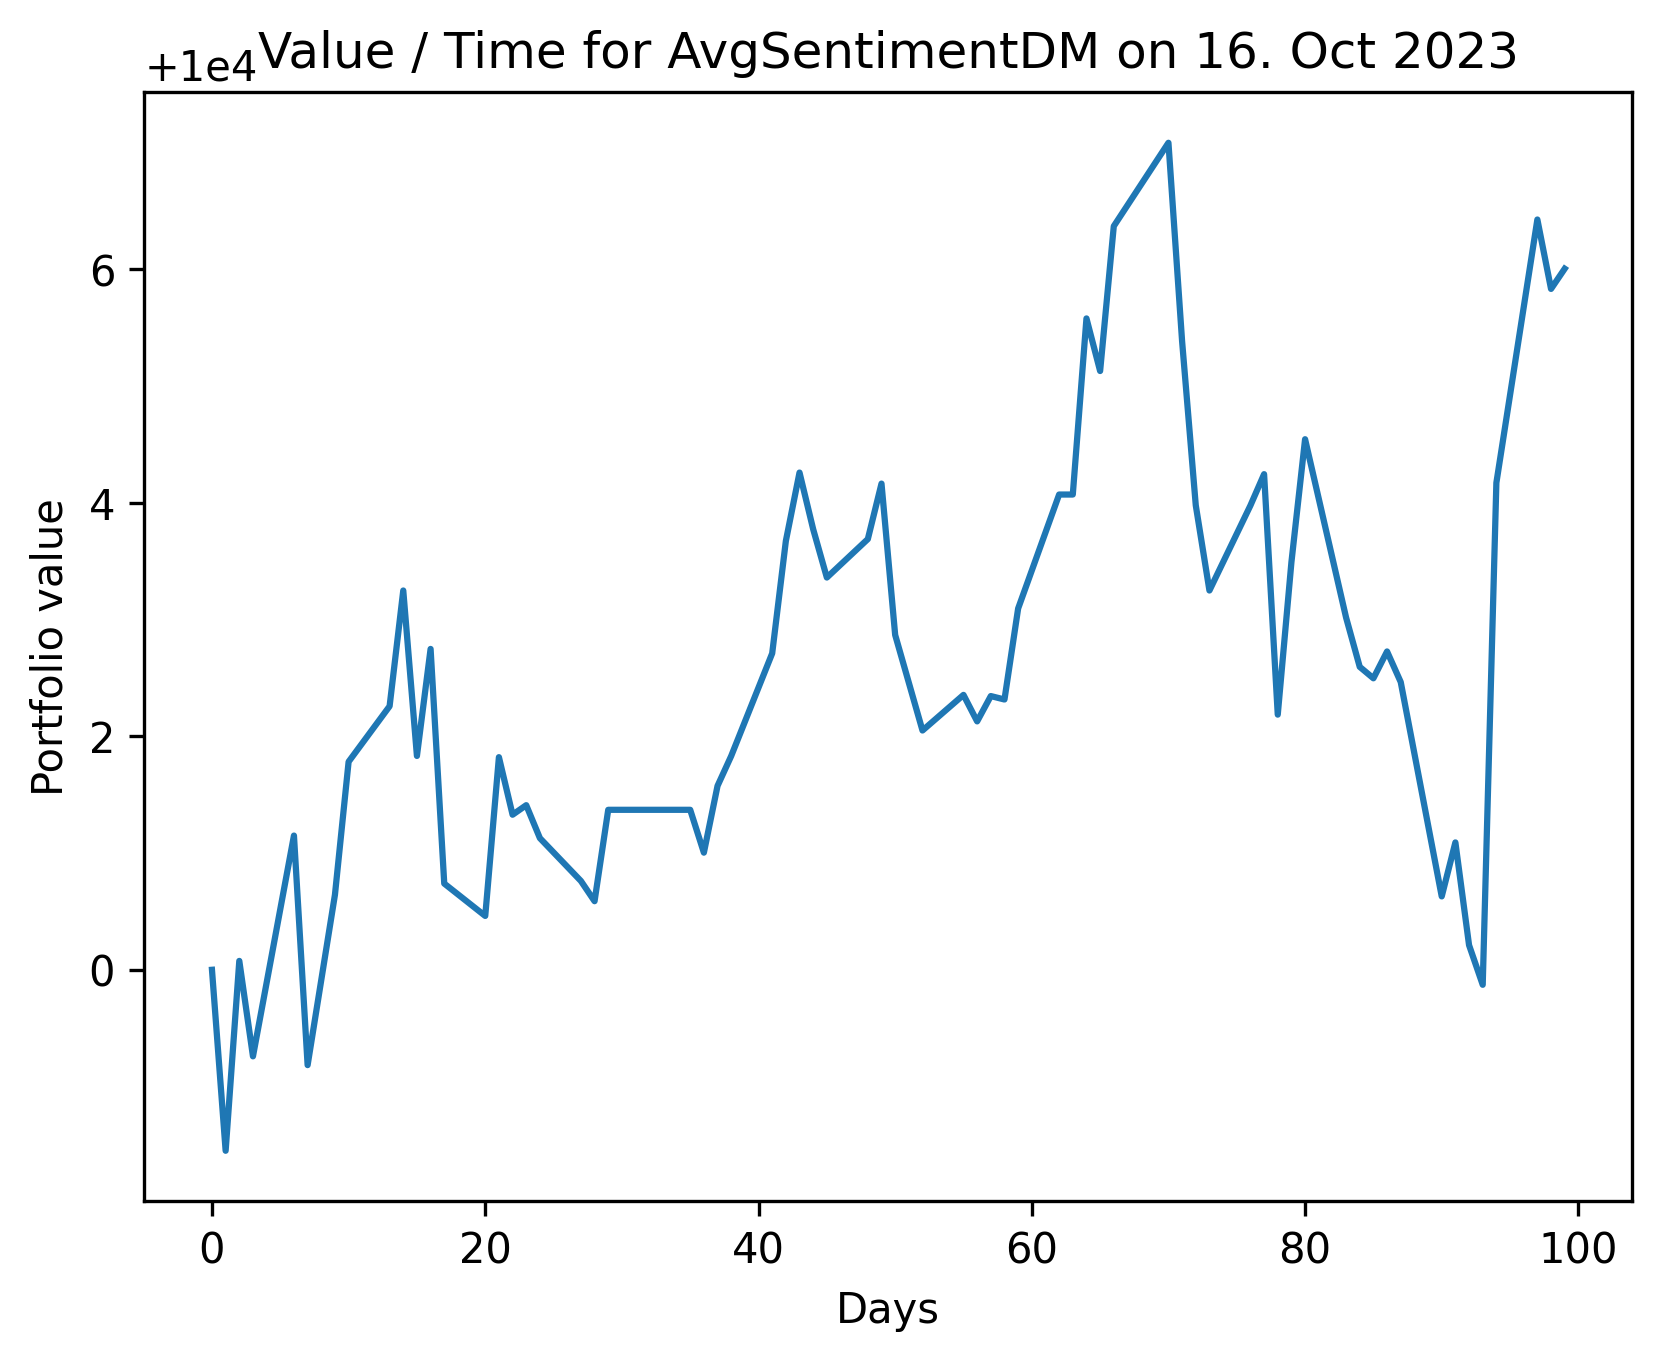 Value / Time for AvgSentimentDM on 16. Oct 2023
+1e4
6
4
2
0
Portfolio value
0 20 40 60 80 100
Days